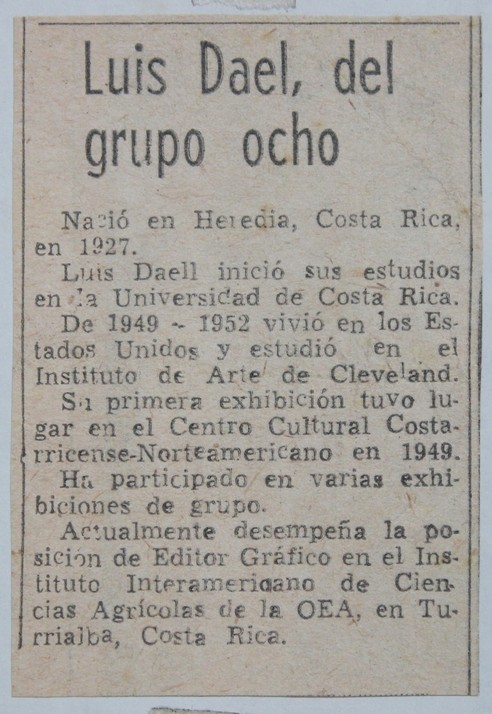 Luis Dael, del
grupo ocho
Nació en Heredia, Costa Rica,
en 1927.
Luis Daell inició sus estudios
en la Universidad de Costa Rica.
De 1949 - 1952 vivió en los Es-
tados Unidos y estudió en el
Instituto de Arte de Cleveland.
Su primera exhibición tuvo lu-
gar en el Centro Cultural Costa-
rricense-Norteamericano en 1949.
Ha participado en varias exhi-
biciones de grupo.
Actualmente desempeña la po-
sición de Editor Gráfico en el Ins-
tituto Interamericano de Cien-
cias Agrícolas de la OEA, en Tu-
rrialba, Costa Rica.